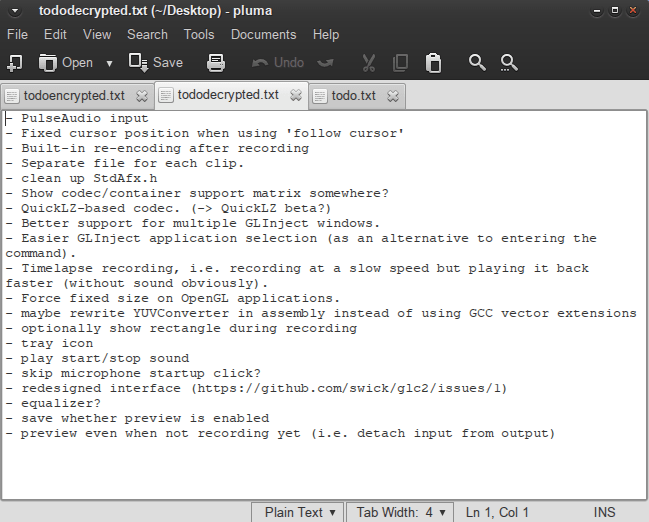 tododecrypted.txt (~/Desktop) - pluma
File Edit View Search Tools Documents Help
Open Save Undo
todoencrypted.txt tododecrypted.txt todo.txt
- PulseAudio input
- Fixed cursor position when using 'follow cursor'
- Built-in re-encoding after recording
- Separate file for each clip.
- clean up StdAfx.h
- Show codec/container support matrix somewhere?
- QuickLZ-based codec. (-> QuickLZ beta?)
- Better support for multiple GLInject windows.
- Easier GLInject application selection (as an alternative to entering the
command).
- Timelapse recording, i.e. recording at a slow speed but playing it back
faster (without sound obviously).
- Force fixed size on OpenGL applications.
- maybe rewrite YUVConverter in assembly instead of using GCC vector extensions
- optionally show rectangle during recording
- tray icon
- play start/stop sound
- skip microphone startup click?
- redesigned interface (https://github.com/swick/glc2/issues/1)
- equalizer?
- save whether preview is enabled
- preview even when not recording yet (i.e. detach input from output)
Plain Text Tab Width: 4 Ln 1, Col 1 INS